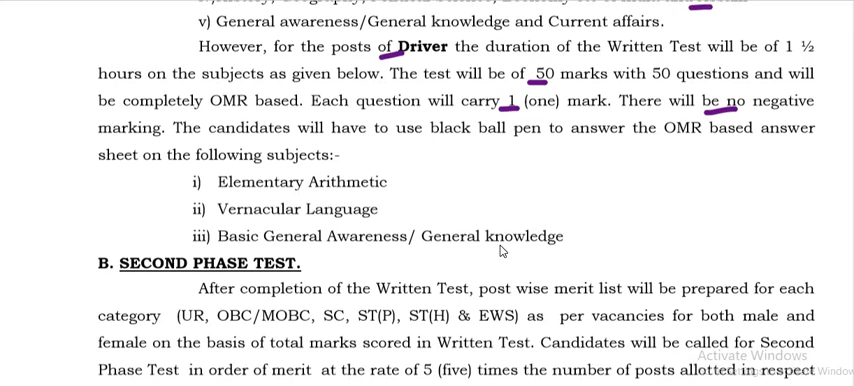 v) General awareness/General knowledge and Current affairs.
However, for the posts of Driver the duration of the Written Test will be of 1 ½
hours on the subjects as given below. The test will be of 50 marks with 50 questions and will
be completely OMR based. Each question will carry 1 (one) mark. There will be no negative
marking. The candidates will have to use black ball pen to answer the OMR based answer
sheet on the following subjects:-
i) Elementary Arithmetic
ii) Vernacular Language
iii) Basic General Awareness/ General knowledge
B. SECOND PHASE TEST.
After completion of the Written Test, post wise merit list will be prepared for each
category (UR, OBC/MOBC, SC, ST(P), ST(H) & EWS) as per vacancies for both male and
female on the basis of total marks scored in Written Test. Candidates will be called for Second
Activate Windows
Phase Test in order of merit at the rate of 5 (five) times the number of posts allotted in respect